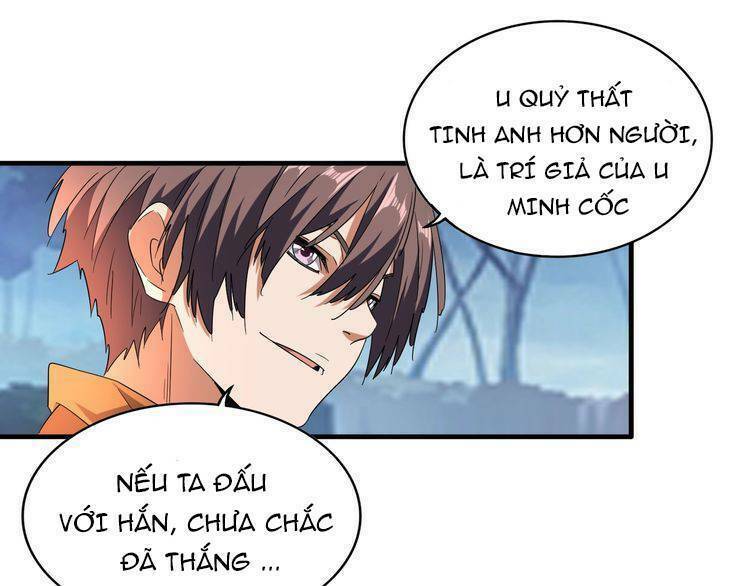 U QUỶ THẤT
TINH ANH HƠN NGƯỜI,
LÀ TRÍ GIẢ CỦA U
MINH CỐC
NẾU TA ĐẤU
VỚI HẮN, CHƯA CHẮC
ĐÃ THẮNG ...